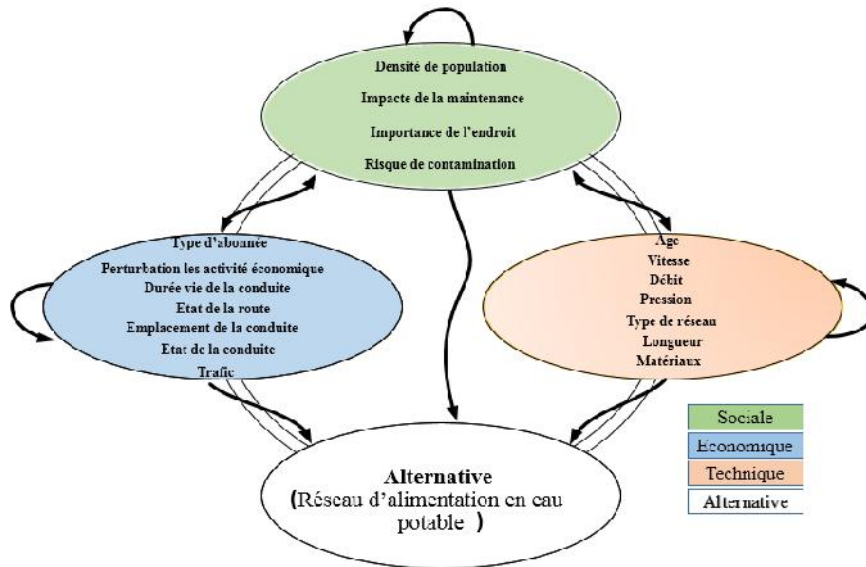 Densité de population
Impacte de la maintenance
Importance de l'endroit
Risque de contamination
Type d'abonnée
Perturbation les activité économique
Durée vie de la conduite
Etat de la route
Emplacement de la conduite
Etat de la conduite
Trafic
Age
Vitesse
Débit
Pression
Type de réseau
Longueur
Matériaux
Alternative
(Réseau d'alimentation en eau
potable )
Sociale
Economique
Technique
Alternative